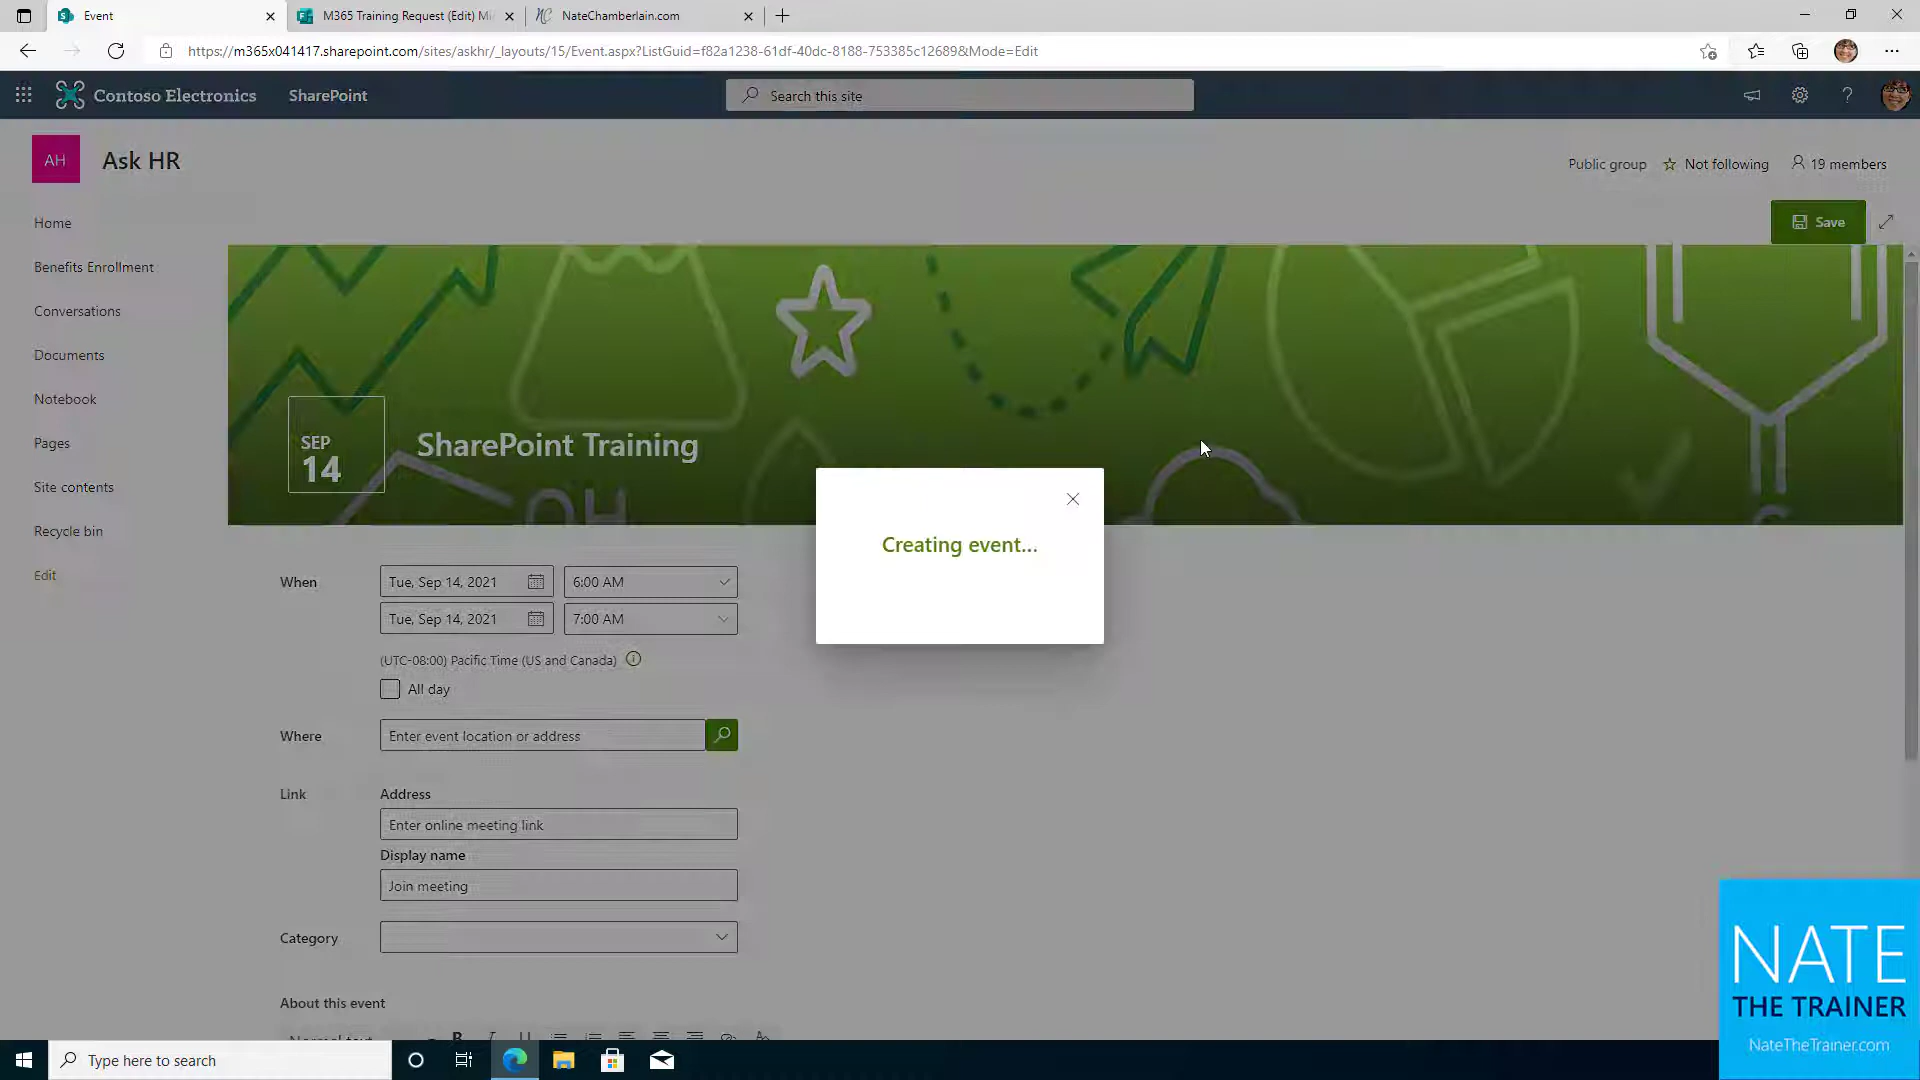 Event
M365 Training Request (Edit) Mi
NateChamberlain.com
https://m365x041417.sharepoint.com/sites/askhr/_layouts/15/Event.aspx?ListGuid=f82a1238-61df-40dc-8188-753385c12689&Mode=Edit
Contoso Electronics
SharePoint
Search this site
AH
Ask HR
Public group
Not following
19 members
Save
Home
Benefits Enrollment
Conversations
Documents
Notebook
Pages
Site contents
Recycle bin
Edit
SEP
14
SharePoint Training
OH
Creating event...
When
Tue, Sep 14, 2021
6:00 AM
Tue, Sep 14, 2021
7:00 AM
(UTC-08:00) Pacific Time (US and Canada)
All day
Where
Enter event location or address
Link
Address
Enter online meeting link
Display name
Join meeting
Category
About this event
Normal text
B I U
NATE
THE TRAINER
NateTheTrainer.com
Type here to search